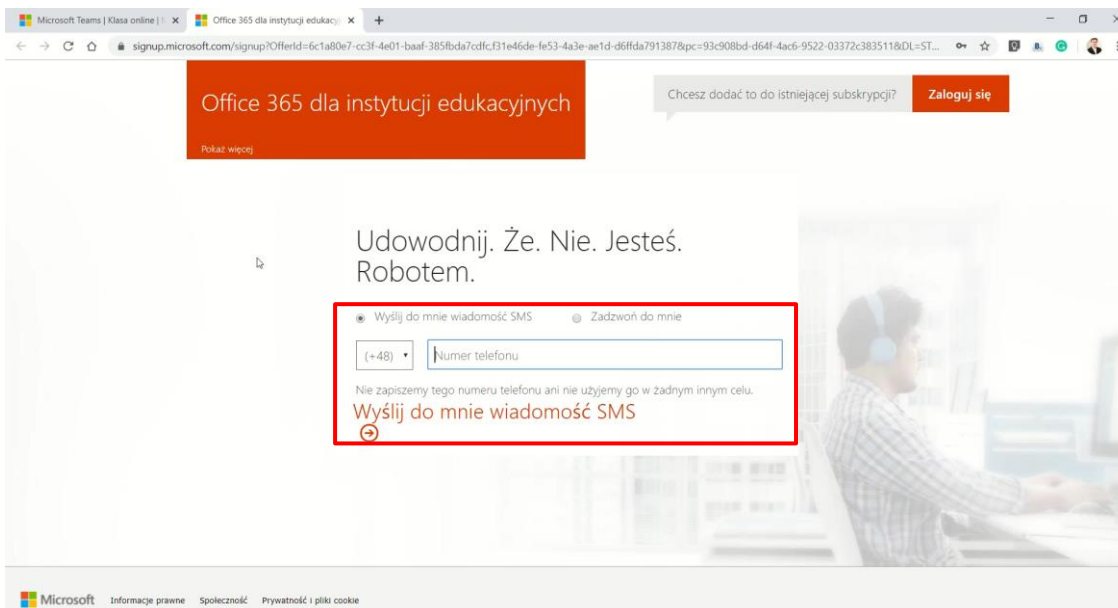 Microsoft Teams | Klasa online |
Office 365 dla instytucji edukacyj
signup.microsoft.com/signup?OfferId=6c1a80e7-cc3f-4e01-baaf-385fbda7cdfc,f31e46de-fe53-4a3e-ae1d-d6ffda791387&pc=93c908bd-d64f-4ac6-9522-03372c383511&DL=ST...
Office 365 dla instytucji edukacyjnych
Pokaż więcej
Chcesz dodać to do istniejącej subskrypcji?
Zaloguj się
Udowodnij. Że. Nie. Jesteś.
Robotem.
Wyślij do mnie wiadomość SMS
Zadzwoń do mnie
(+48)
Numer telefonu
Nie zapiszemy tego numeru telefonu ani nie użyjemy go w żadnym innym celu.
Wyślij do mnie wiadomość SMS
Microsoft Informacje prawne Społeczność Prywatność i pliki cookie